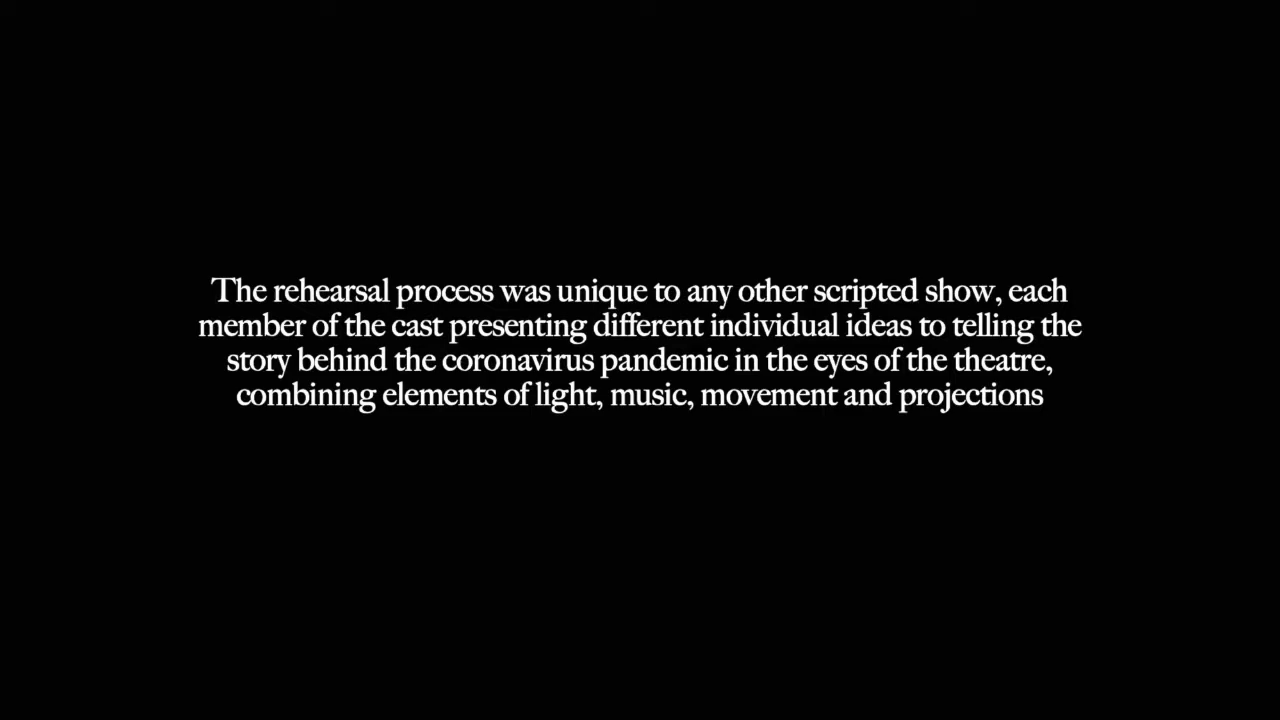 The rehearsal process was unique to any other scripted show, each
member of the cast presenting different individual ideas to telling the
story behind the coronavirus pandemic in the eyes of the theatre,
combining elements of light, music, movement and projections